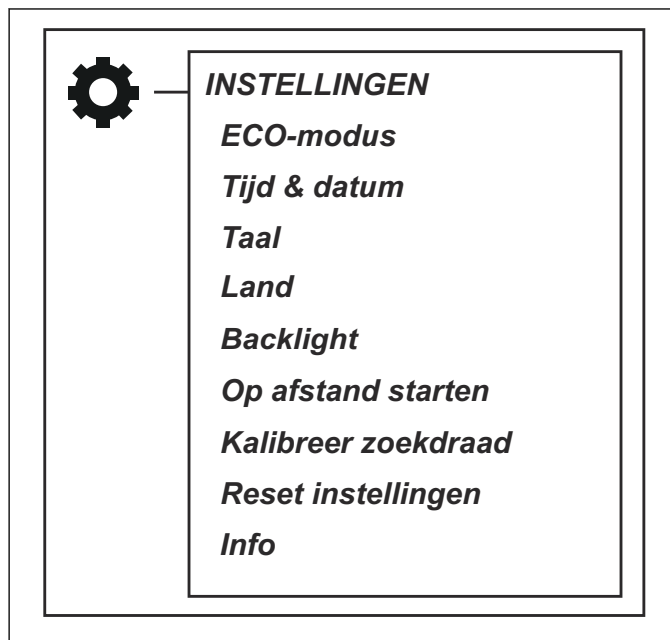 INSTELLINGEN
ECO-modus
Tijd & datum
Taal
Land
Backlight
Op afstand starten
Kalibreer zoekdraad
Reset instellingen
Info